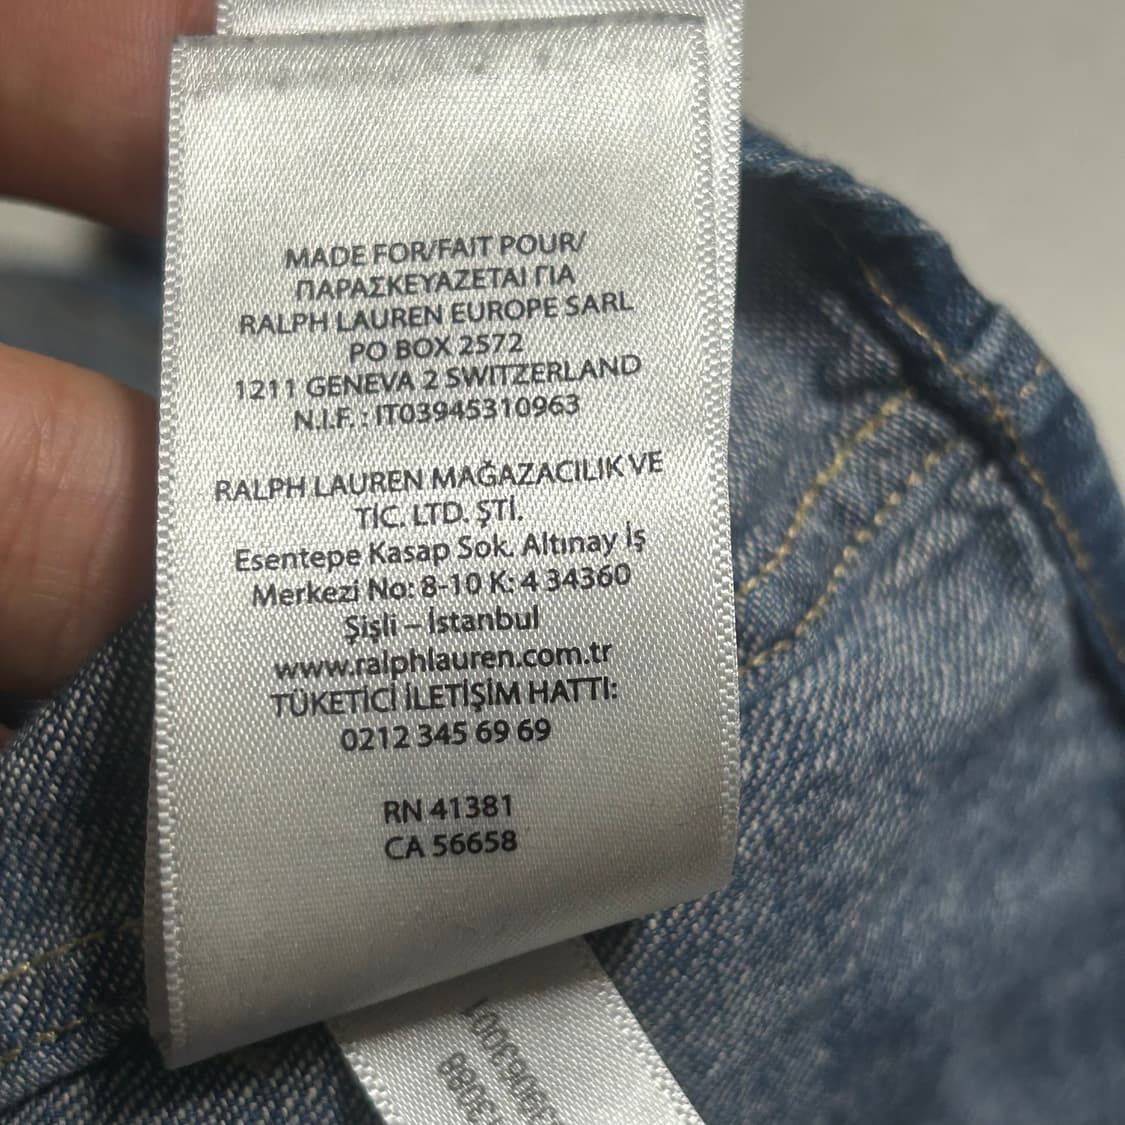 MADE FOR/FAIT POUR/
ΠΑΡΑΣΚΕΥΑΖΕΤΑΙ ΓΙΑ
RALPH LAUREN EUROPE SARL
PO BOX 2572
1211 GENEVA 2 SWITZERLAND
N.I.F. : IT03945310963
RALPH LAUREN MAĞAZACILIK VE
TİC. LTD. ŞTİ.
Esentepe Kasap Sok. Altınay İş
Merkezi No: 8-10 K: 4 34360
Şişli – İstanbul
www.ralphlauren.com.tr
TÜKETİCİ İLETİŞİM HATTI:
0212 345 69 69
RN 41381
CA 56658